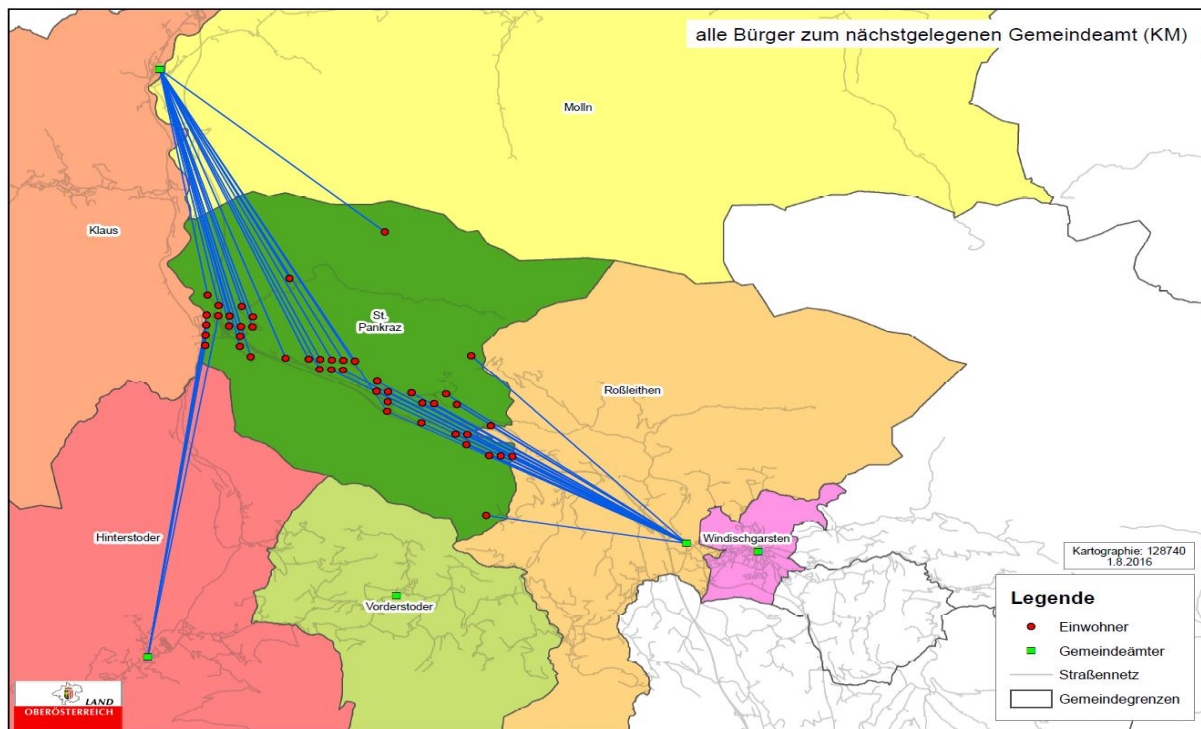 alle Bürger zum nächstgelegenen Gemeindeamt (KM)
Molln
Klaus
St.
Pankraz
Roßleithen
Hinterstoder
Windischgarsten
Vorderstoder
Kartographie: 128740
1.8.2016
Legende
Einwohner
Gemeindeämter
Straßennetz
Gemeindegrenzen
LAND
OBERÖSTERREICH